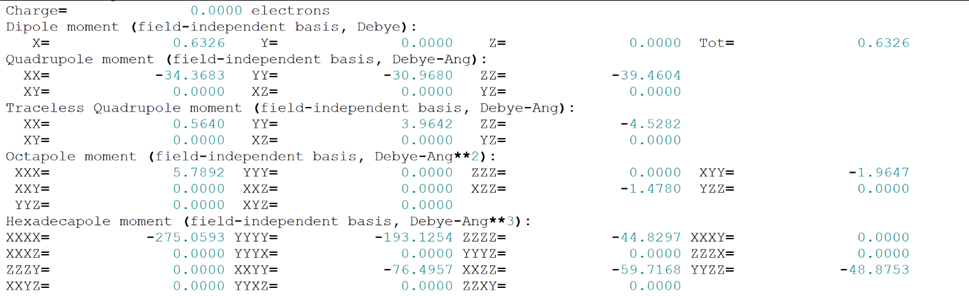 Charge= 0.0000 electrons
Dipole moment (field-independent basis, Debye):
X= 0.6326 Y= 0.0000 Z= 0.0000 Tot= 0.6326
Quadrupole moment (field-independent basis, Debye-Ang):
XX= -34.3683 YY= -30.9680 ZZ= -39.4604
XY= 0.0000 XZ= 0.0000 YZ= 0.0000
Traceless Quadrupole moment (field-independent basis, Debye-Ang):
XX= 0.5640 YY= 3.9642 ZZ= -4.5282
XY= 0.0000 XZ= 0.0000 YZ= 0.0000
Octapole moment (field-independent basis, Debye-Ang**2):
XXX= 5.7892 YYY= 0.0000 ZZZ= 0.0000 XYY= -1.9647
XXY= 0.0000 XXZ= 0.0000 XZZ= -1.4780 YZZ= 0.0000
YYZ= 0.0000 XYZ= 0.0000
Hexadecapole moment (field-independent basis, Debye-Ang**3):
XXXX= -275.0593 YYYY= -193.1254 ZZZZ= -44.8297 XXXY= 0.0000
XXXZ= 0.0000 YYYX= 0.0000 YYYZ= 0.0000 ZZZX= 0.0000
ZZZY= 0.0000 XXYY= -76.4957 XXZZ= -59.7168 YYZZ= -48.8753
XXYZ= 0.0000 YYXZ= 0.0000 ZZXY= 0.0000